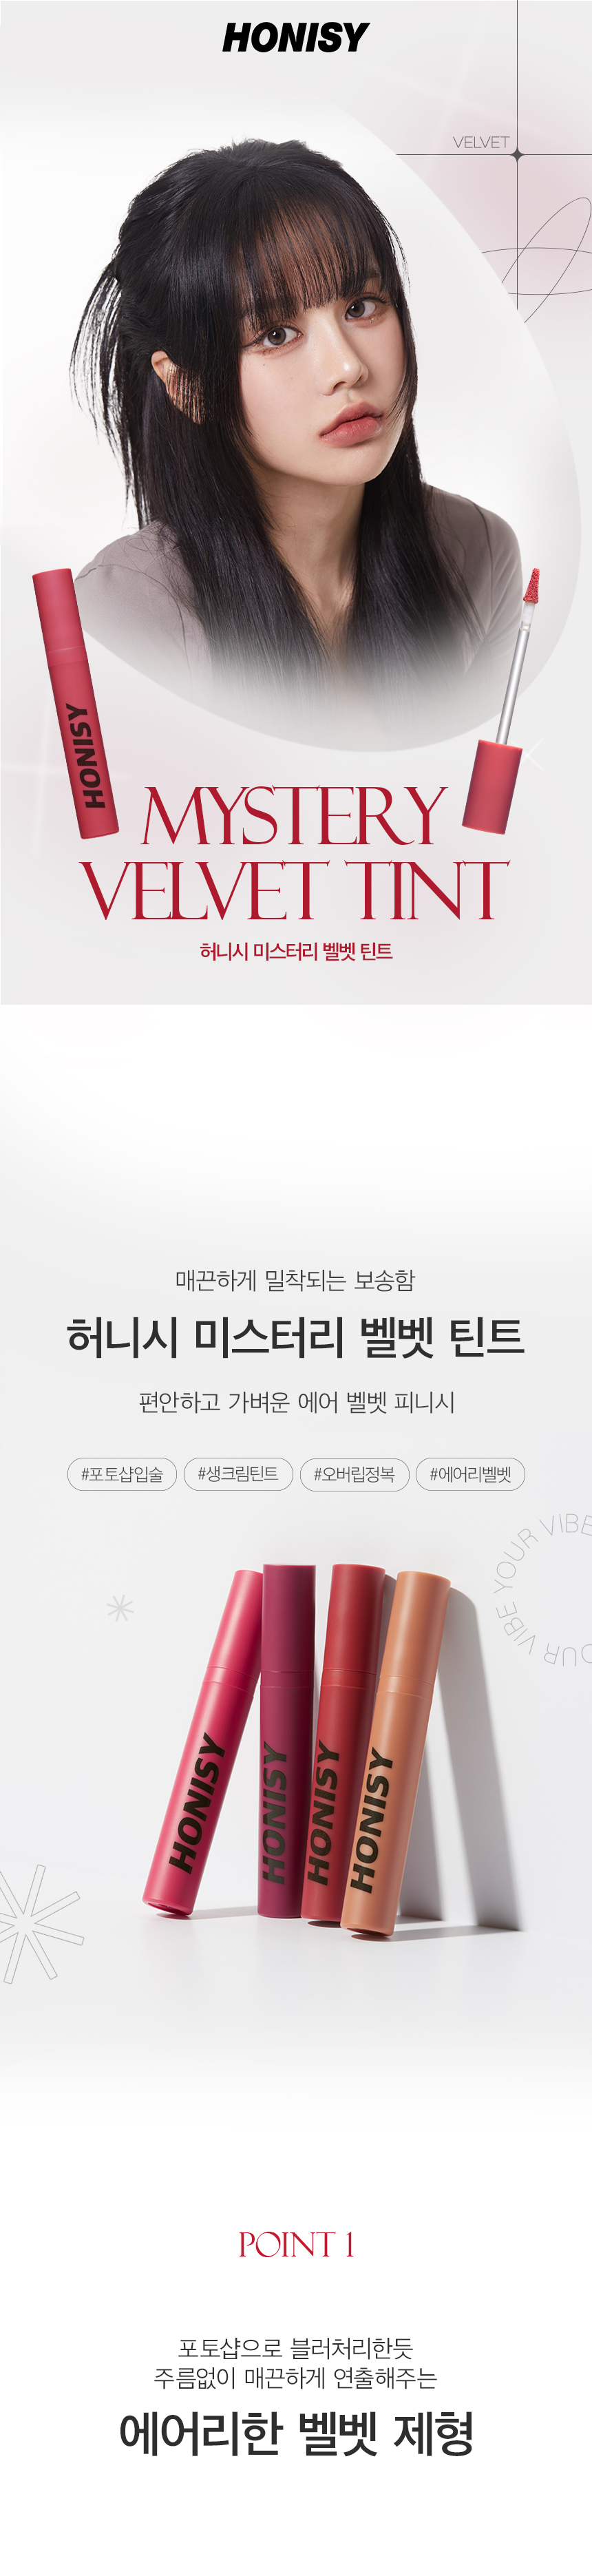 HONISY
VELVET
HONISY
MYSTERY
VELVET TINT
허니시 미스터리 벨벳 틴트
매끈하게 밀착되는 보송함
허니시 미스터리 벨벳 틴트
편안하고 가벼운 에어 벨벳 피니시
#포토샵입술 #생크림틴트 #오버립정복 #에어리벨벳
YOUR VIBE
YOUR VIBE
HONISY
HONISY
HONISY
HONISY
POINT 1
포토샵으로 블러처리한듯
주름없이 매끈하게 연출해주는
에어리한 벨벳 제형